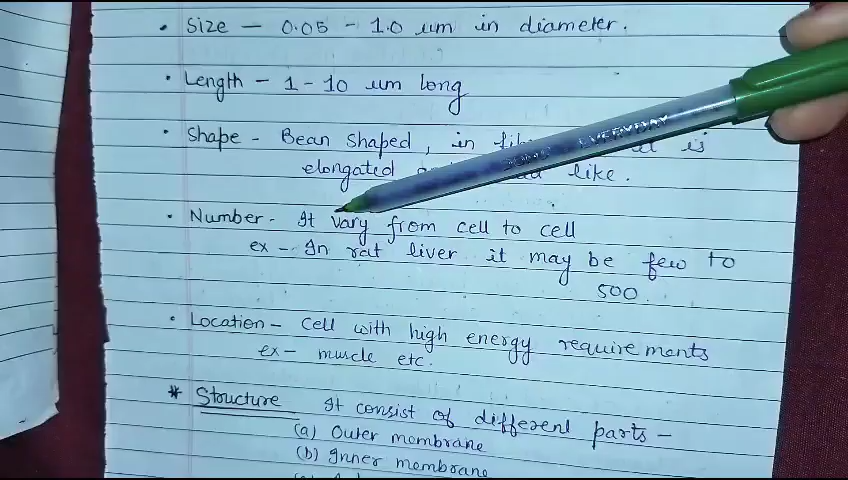 • Size – 0.05 – 1.0 um in diameter.
• Length – 1 – 10 um long
• Shape – Bean shaped, in it is
elongated like.
• Number – It vary from cell to cell
ex – In rat liver it may be few to
500.
• Location – Cell with high energy requirements
ex – muscle etc.
* Structure It consist of different parts –
(a) Outer membrane
(b) Inner membrane